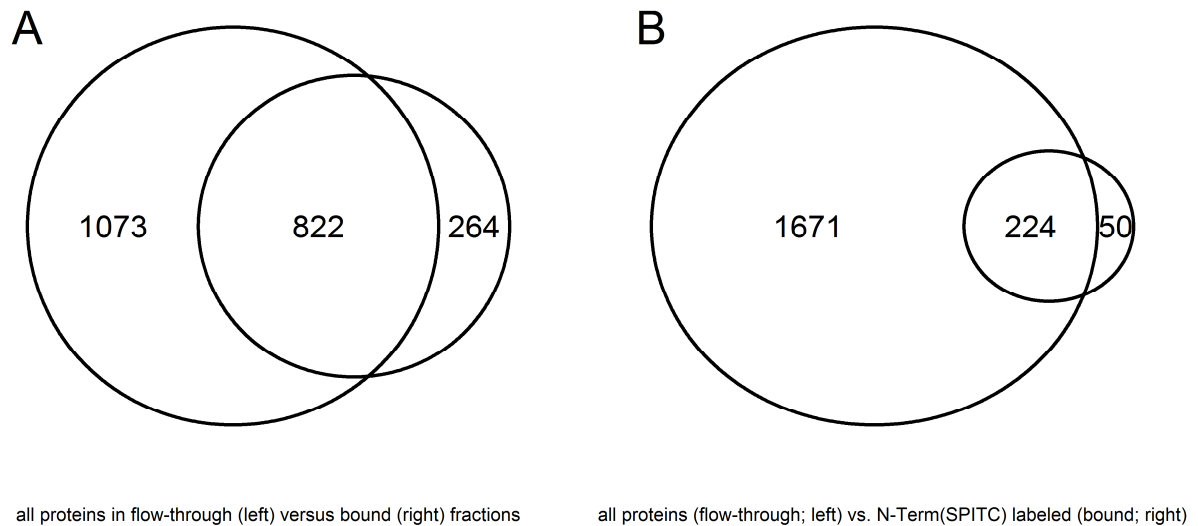 A
B
1073
822
264
1671
224
50
all proteins in flow-through (left) versus bound (right) fractions
all proteins (flow-through; left) vs. N-Term(SPITC) labeled (bound; right)